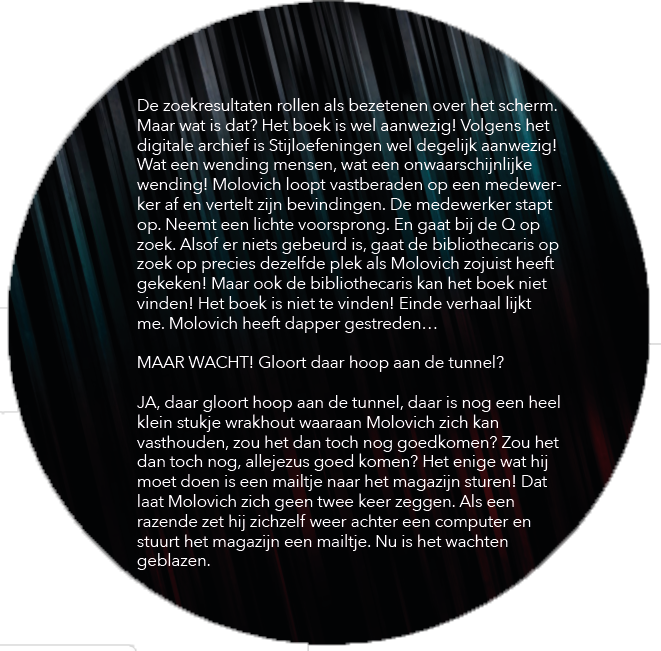 De zoekresultaten rollen als bezetenen over het scherm.
Maar wat is dat? Het boek is wel aanwezig! Volgens het
digitale archief is Stijloefeningen wel degelijk aanwezig!
Wat een wending mensen, wat een onwaarschijnlijke
wending! Molovich loopt vastberaden op een medewer-
ker af en vertelt zijn bevindingen. De medewerker stapt
op. Neemt een lichte voorsprong. En gaat bij de Q op
zoek. Alsof er niets gebeurd is, gaat de bibliothecaris op
zoek op precies dezelfde plek als Molovich zojuist heeft
gekeken! Maar ook de bibliothecaris kan het boek niet
vinden! Het boek is niet te vinden! Einde verhaal lijkt
me. Molovich heeft dapper gestreden…
MAAR WACHT! Gloort daar hoop aan de tunnel?
JA, daar gloort hoop aan de tunnel, daar is nog een heel
klein stukje wrakhout waaraan Molovich zich kan
vasthouden, zou het dan toch nog goedkomen? Zou het
dan toch nog, allejezus goed komen? Het enige wat hij
moet doen is een mailtje naar het magazijn sturen! Dat
laat Molovich zich geen twee keer zeggen. Als een
razende zet hij zichzelf weer achter een computer en
stuurt het magazijn een mailtje. Nu is het wachten
geblazen.